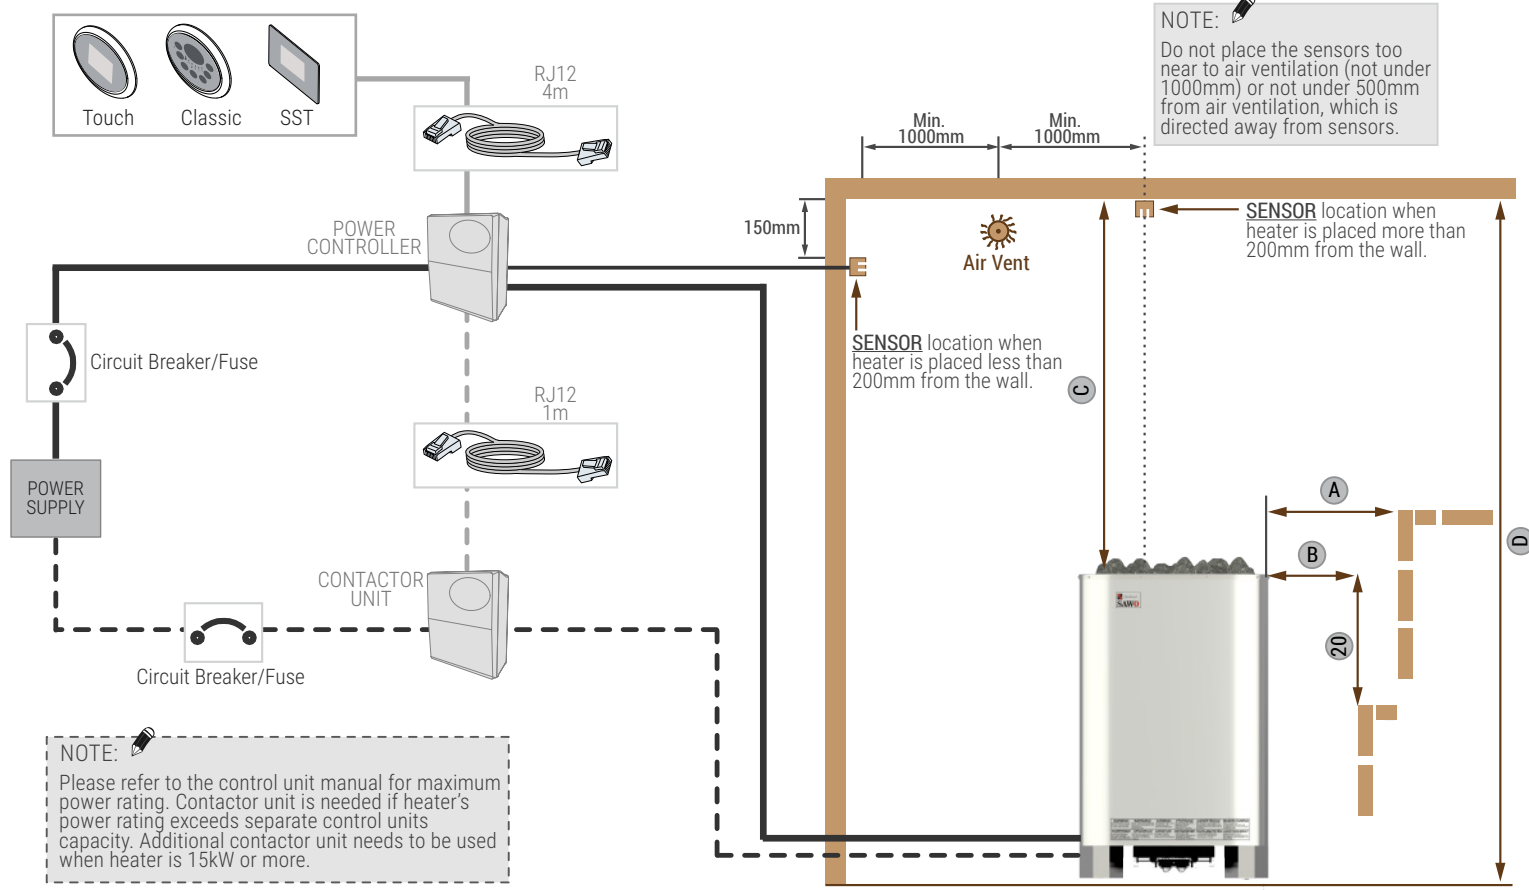 Touch
Classic
SST
RJ12
4m
POWER
CONTROLLER
Circuit Breaker/Fuse
POWER
SUPPLY
RJ12
1m
CONTACTOR
UNIT
Circuit Breaker/Fuse
NOTE:
Please refer to the control unit manual for maximum
power rating. Contactor unit is needed if heater's
power rating exceeds separate control units
capacity. Additional contactor unit needs to be used
when heater is 15kW or more.
NOTE:
Do not place the sensors too
near to air ventilation (not under
1000mm) or not under 500mm
from air ventilation, which is
directed away from sensors.
Min.
1000mm
Min.
1000mm
150mm
Air Vent
SENSOR location when
heater is placed more than
200mm from the wall.
SENSOR location when
heater is placed less than
200mm from the wall.
C
A
B
D
20
SAWO